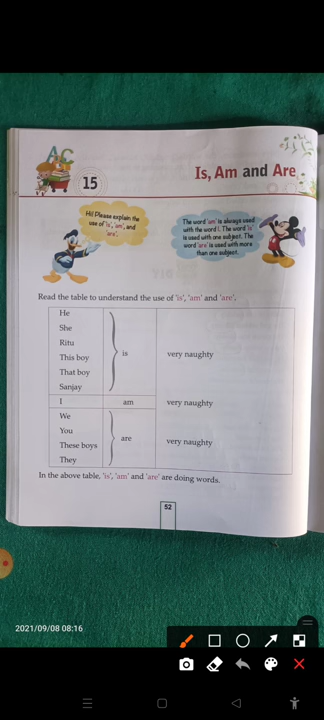 AC
15
Is, Am and Are
Hi! Please explain the
use of 'is', 'am', and
'are'.
The word 'am' is always used
with the word I. The word 'is'
is used with one subject. The
word 'are' is used with more
than one subject.
Read the table to understand the use of 'is', 'am' and 'are'.
He
She
Ritu
This boy
That boy
Sanjay
is
very naughty
I
am
very naughty
We
You
These boys
They
are
very naughty
In the above table, 'is', 'am' and 'are' are doing words.
52
2021/09/08 08:16